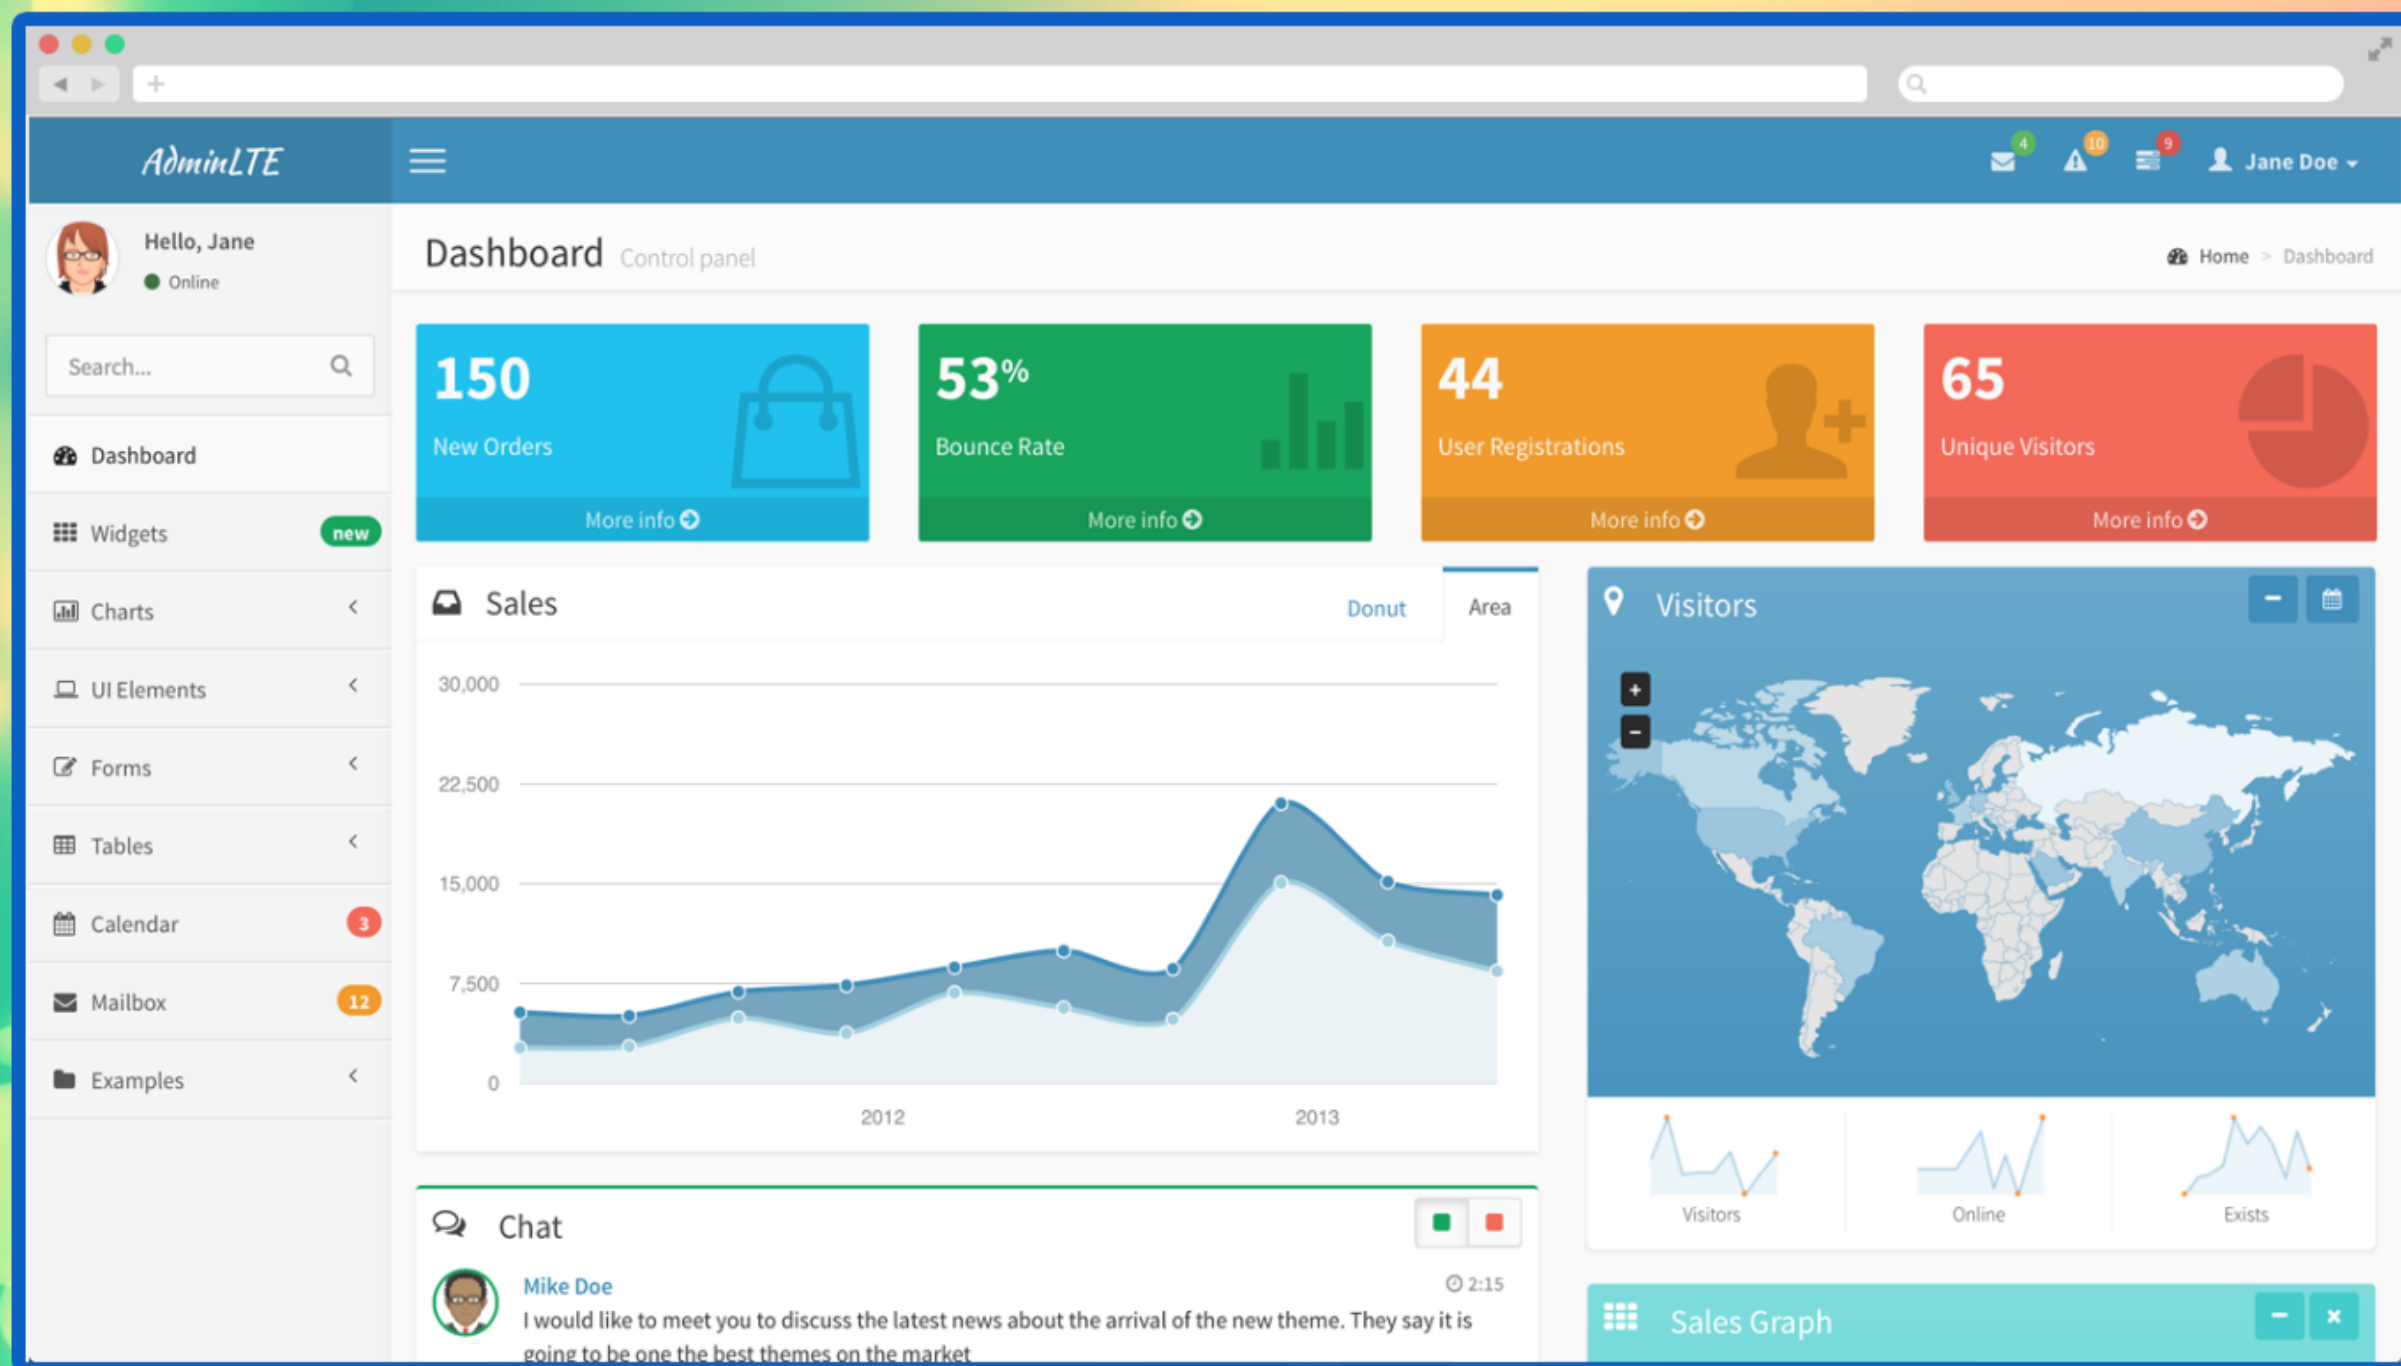 AdminLTE
4
10
9
Jane Doe
Hello, Jane
Online
Search...
Dashboard
Widgets new
Charts
UI Elements
Forms
Tables
Calendar 3
Mailbox 12
Examples
Dashboard Control panel
Home > Dashboard
150
New Orders
More info
53%
Bounce Rate
More info
44
User Registrations
More info
65
Unique Visitors
More info
Sales
Donut Area
30,000
22,500
15,000
7,500
0
2012 2013
Visitors
+
−
Visitors Online Exists
Chat
Mike Doe 2:15
I would like to meet you to discuss the latest news about the arrival of the new theme. They say it is
going to be one the best themes on the market
Sales Graph